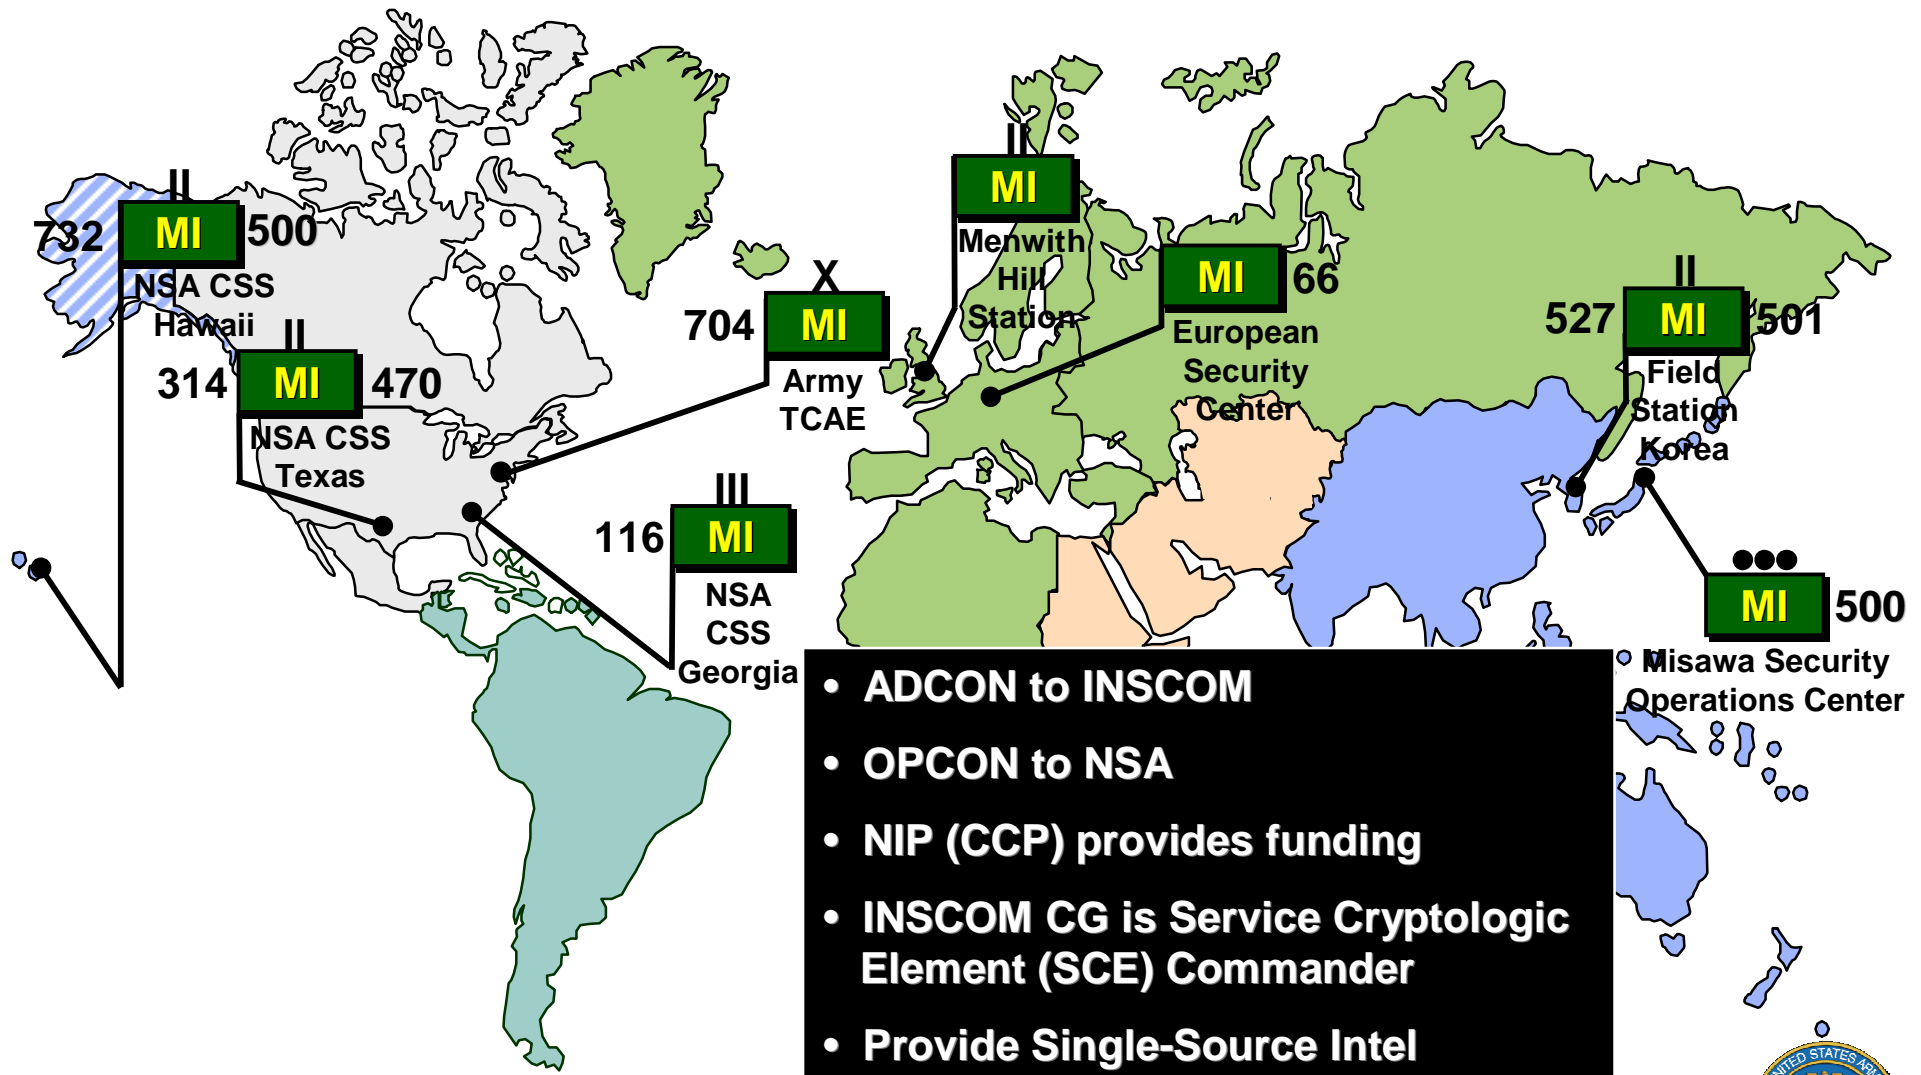 II
732 MI 500
NSA CSS
Hawaii
II
314 MI 470
NSA CSS
Texas
X
704 MI
Army
TCAE
III
116 MI
NSA
CSS
Georgia
II
MI
Menwith
Hill
Station
MI 66
European
Security
Center
II
527 MI 501
Field
Station
Korea
MI 500
Misawa Security
Operations Center
• ADCON to INSCOM
• OPCON to NSA
• NIP (CCP) provides funding
• INSCOM CG is Service Cryptologic
Element (SCE) Commander
• Provide Single-Source Intel
UNITED STATES